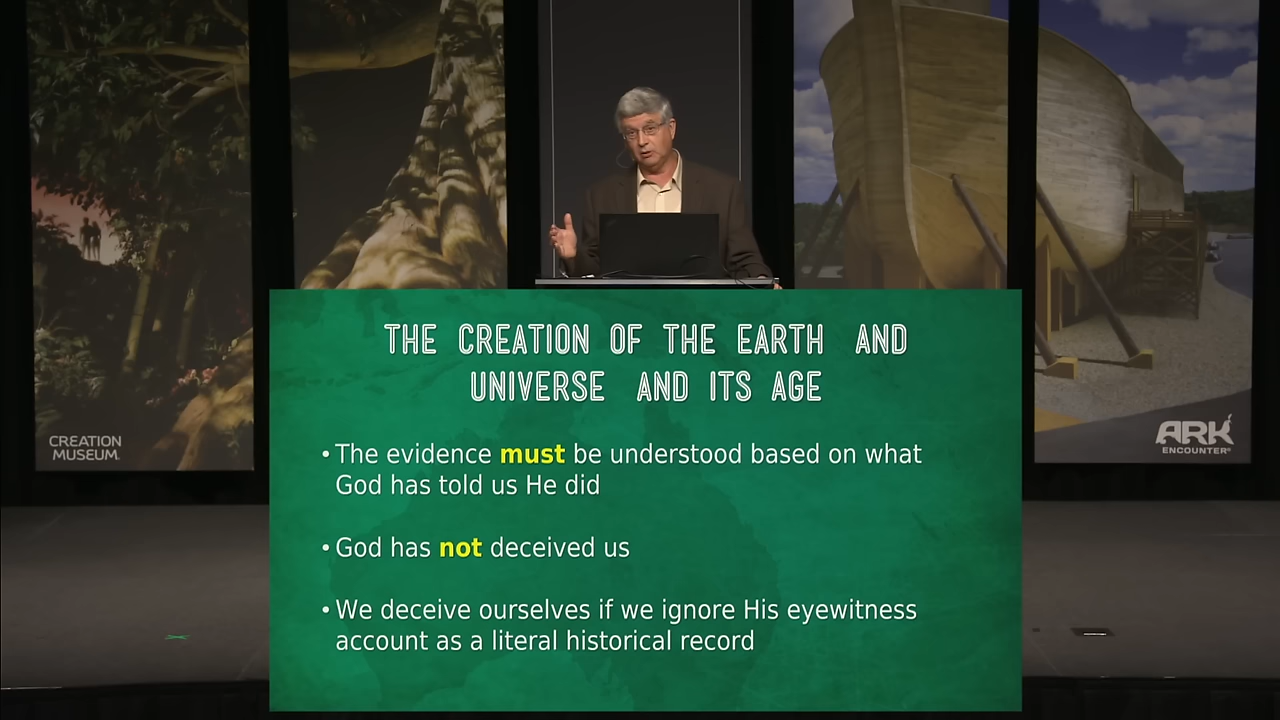 THE CREATION OF THE EARTH AND
UNIVERSE AND ITS AGE
• The evidence must be understood based on what
God has told us He did
• God has not deceived us
• We deceive ourselves if we ignore His eyewitness
account as a literal historical record
CREATION
MUSEUM.
ARK
ENCOUNTER®